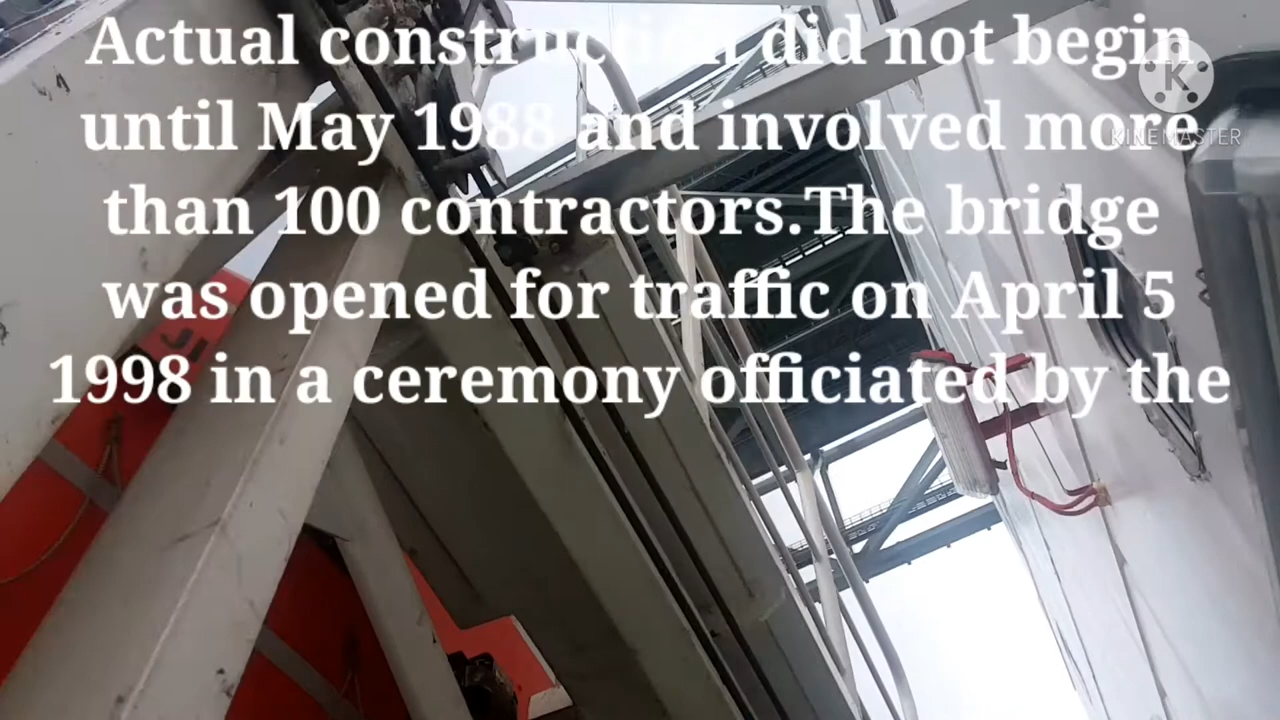 Actual construction did not begin
until May 1988 and involved more
than 100 contractors.The bridge
was opened for traffic on April 5
1998 in a ceremony officiated by the
K
KINEMASTER
JI